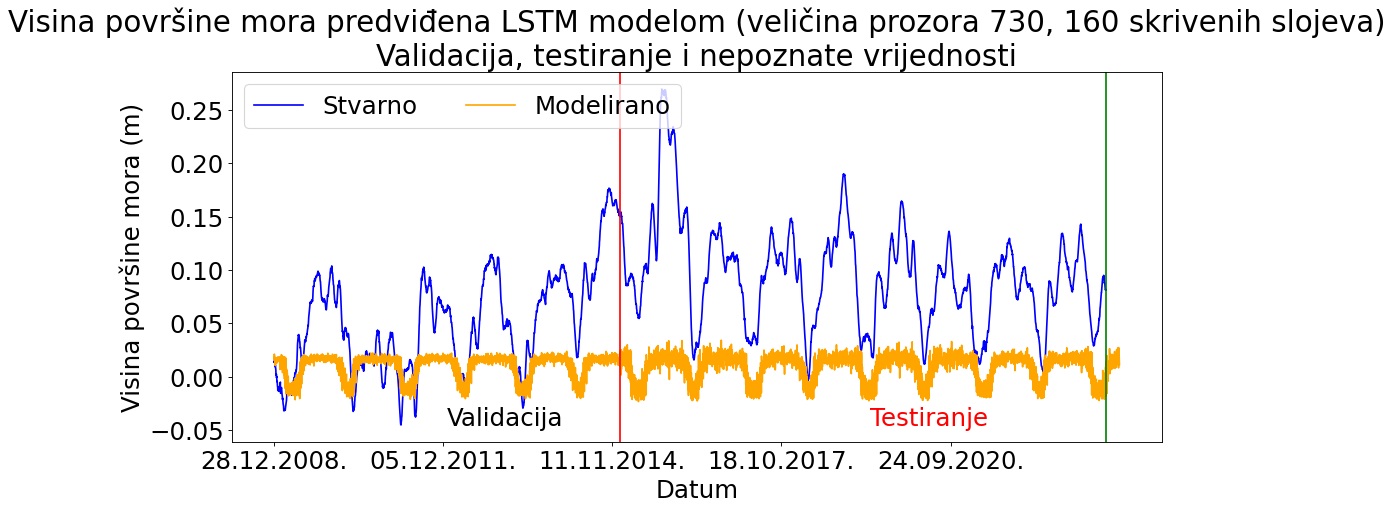 Visina površine mora predviđena LSTM modelom (veličina prozora 730, 160 skrivenih slojeva)
Validacija, testiranje i nepoznate vrijednosti
Stvarno Modelirano
Visina površine mora (m)
0.25
0.20
0.15
0.10
0.05
0.00
−0.05
Validacija
Testiranje
28.12.2008. 05.12.2011. 11.11.2014. 18.10.2017. 24.09.2020.
Datum